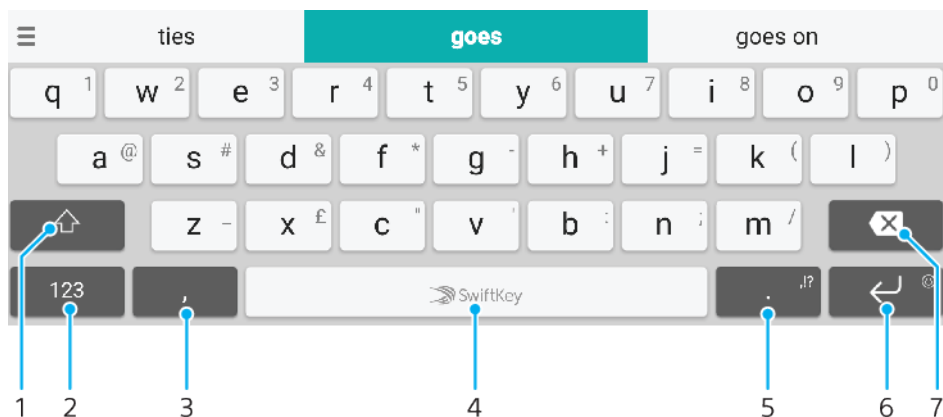 ties goes goes on
q 1 w 2 e 3 r 4 t 5 y 6 u 7 i 8 o 9 p 0
a @ s # d & f * g - h + j = k ( l )
z _ x £ c " v ' b : n ; m /
123 , SwiftKey . ,!?
1 2 3 4 5 6 7